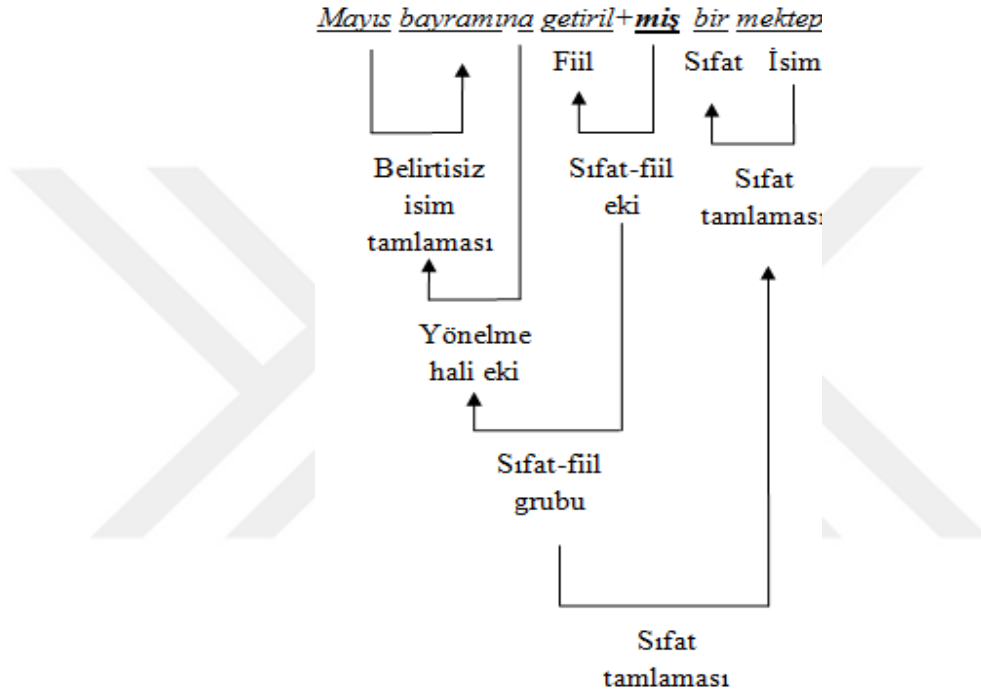 Mayıs bayramına getiril+miş bir mektep
Fiil Sıfat İsim
Belirtisiz
isim
tamlaması
Sıfat-fiil
eki
Sıfat
tamlaması
Yönelme
hali eki
Sıfat-fiil
grubu
Sıfat
tamlaması